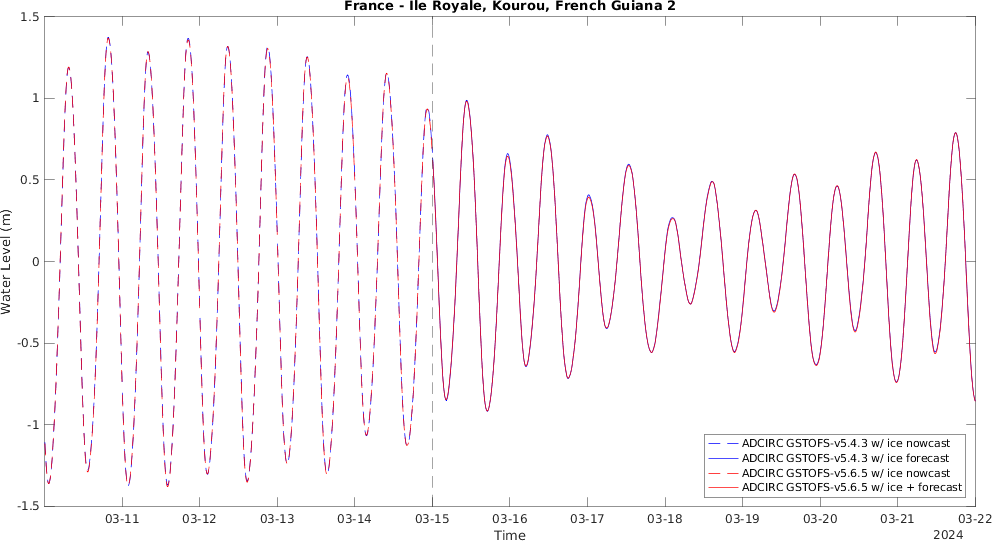 France - Ile Royale, Kourou, French Guiana 2
1.5
1
0.5
0
-0.5
-1
-1.5
Water Level (m)
03-11 03-12 03-13 03-14 03-15 03-16 03-17 03-18 03-19 03-20 03-21 03-22
Time
2024
ADCIRC GSTOFS-v5.4.3 w/ ice nowcast
ADCIRC GSTOFS-v5.4.3 w/ ice forecast
ADCIRC GSTOFS-v5.6.5 w/ ice nowcast
ADCIRC GSTOFS-v5.6.5 w/ ice + forecast